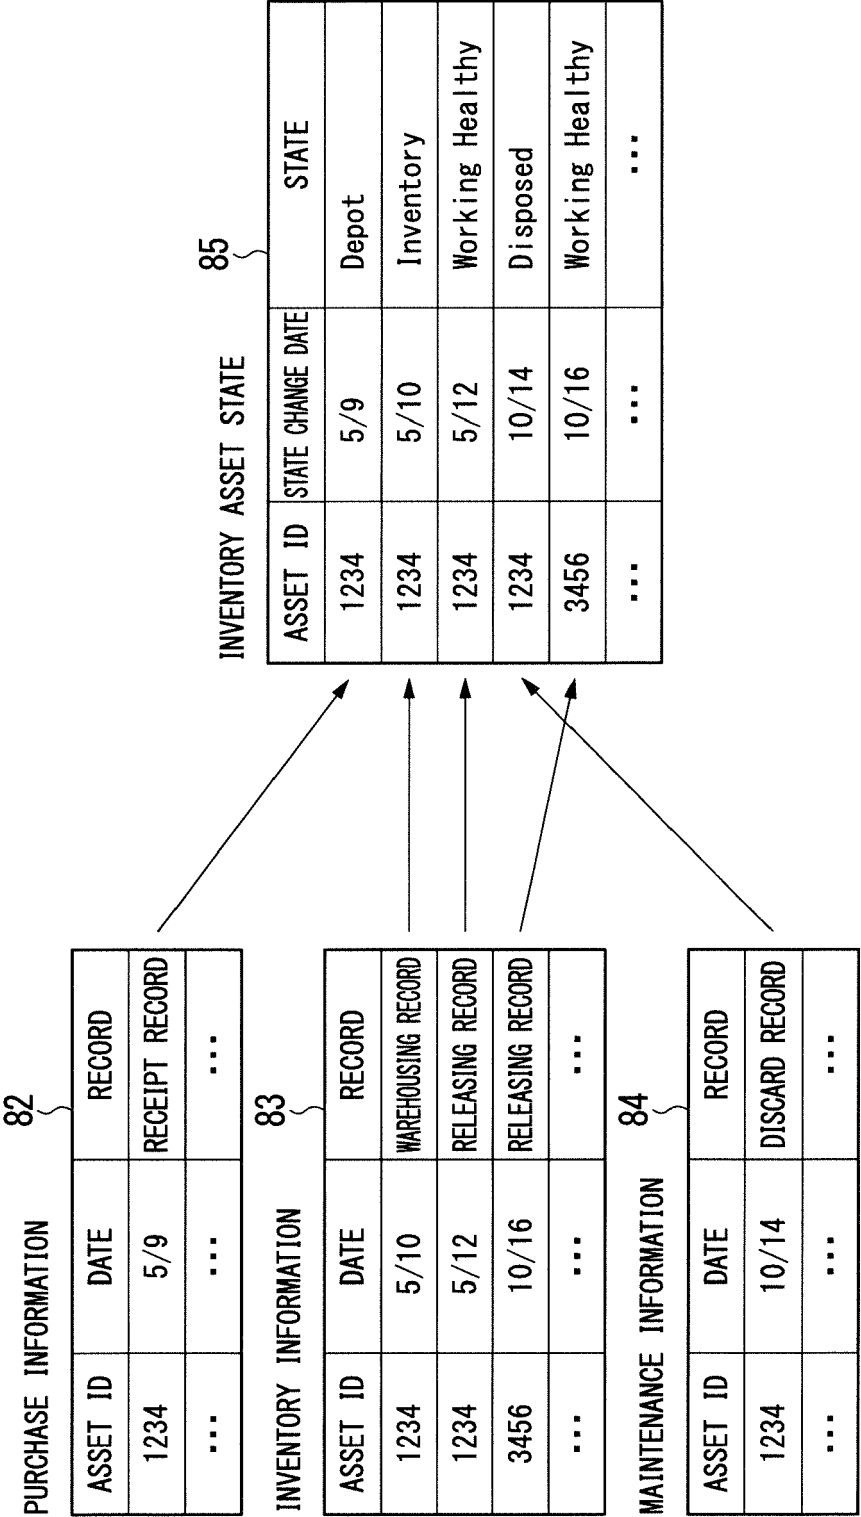 PURCHASE INFORMATION
82
ASSET ID DATE RECORD
1234 5/9 RECEIPT RECORD
... ... ...
INVENTORY INFORMATION
83
ASSET ID DATE RECORD
1234 5/10 WAREHOUSING RECORD
1234 5/12 RELEASING RECORD
3456 10/16 RELEASING RECORD
... ... ...
MAINTENANCE INFORMATION
84
ASSET ID DATE RECORD
1234 10/14 DISCARD RECORD
... ... ...
INVENTORY ASSET STATE
85
ASSET ID STATE CHANGE DATE STATE
1234 5/9 Depot
1234 5/10 Inventory
1234 5/12 Working Healthy
1234 10/14 Disposed
3456 10/16 Working Healthy
... ... ...